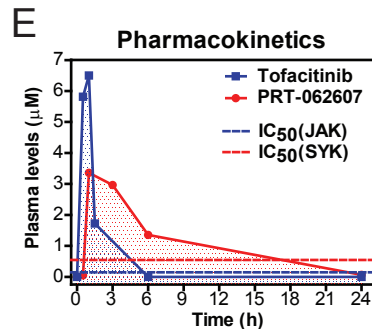 E
Pharmacokinetics
Tofacitinib
PRT-062607
IC50(JAK)
IC50(SYK)
Plasma levels (μM)
7
6
5
4
3
2
1
0
0 3 6 9 12 15 18 21 24
Time (h)